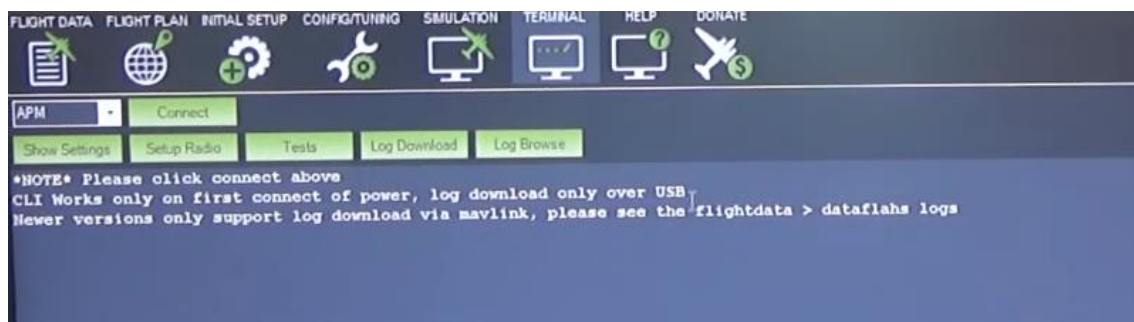 FLIGHT DATA FLIGHT PLAN INITIAL SETUP CONFIG/TUNING SIMULATION TERMINAL HELP DONATE
APM Connect
Show Settings Setup Radio Tests Log Download Log Browse
*NOTE* Please click connect above
CLI Works only on first connect of power, log download only over USB
Newer versions only support log download via mavlink, please see the flightdata > dataflahs logs